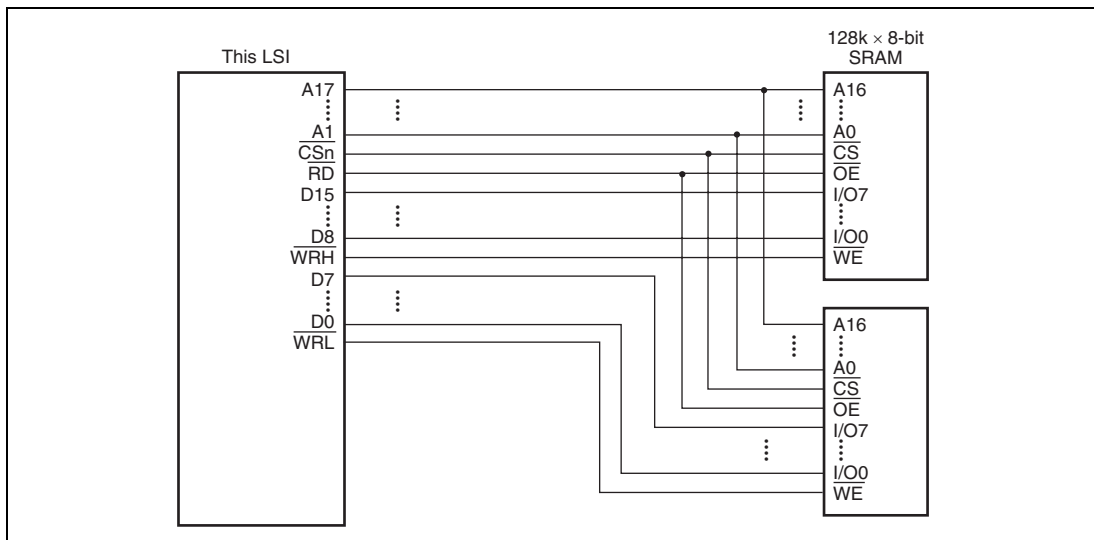 This LSI
A17
A1
CSn
RD
D15
D8
WRH
D7
D0
WRL
128k × 8-bit
SRAM
A16
A0
CS
OE
I/O7
I/O0
WE
A16
A0
CS
OE
I/O7
I/O0
WE